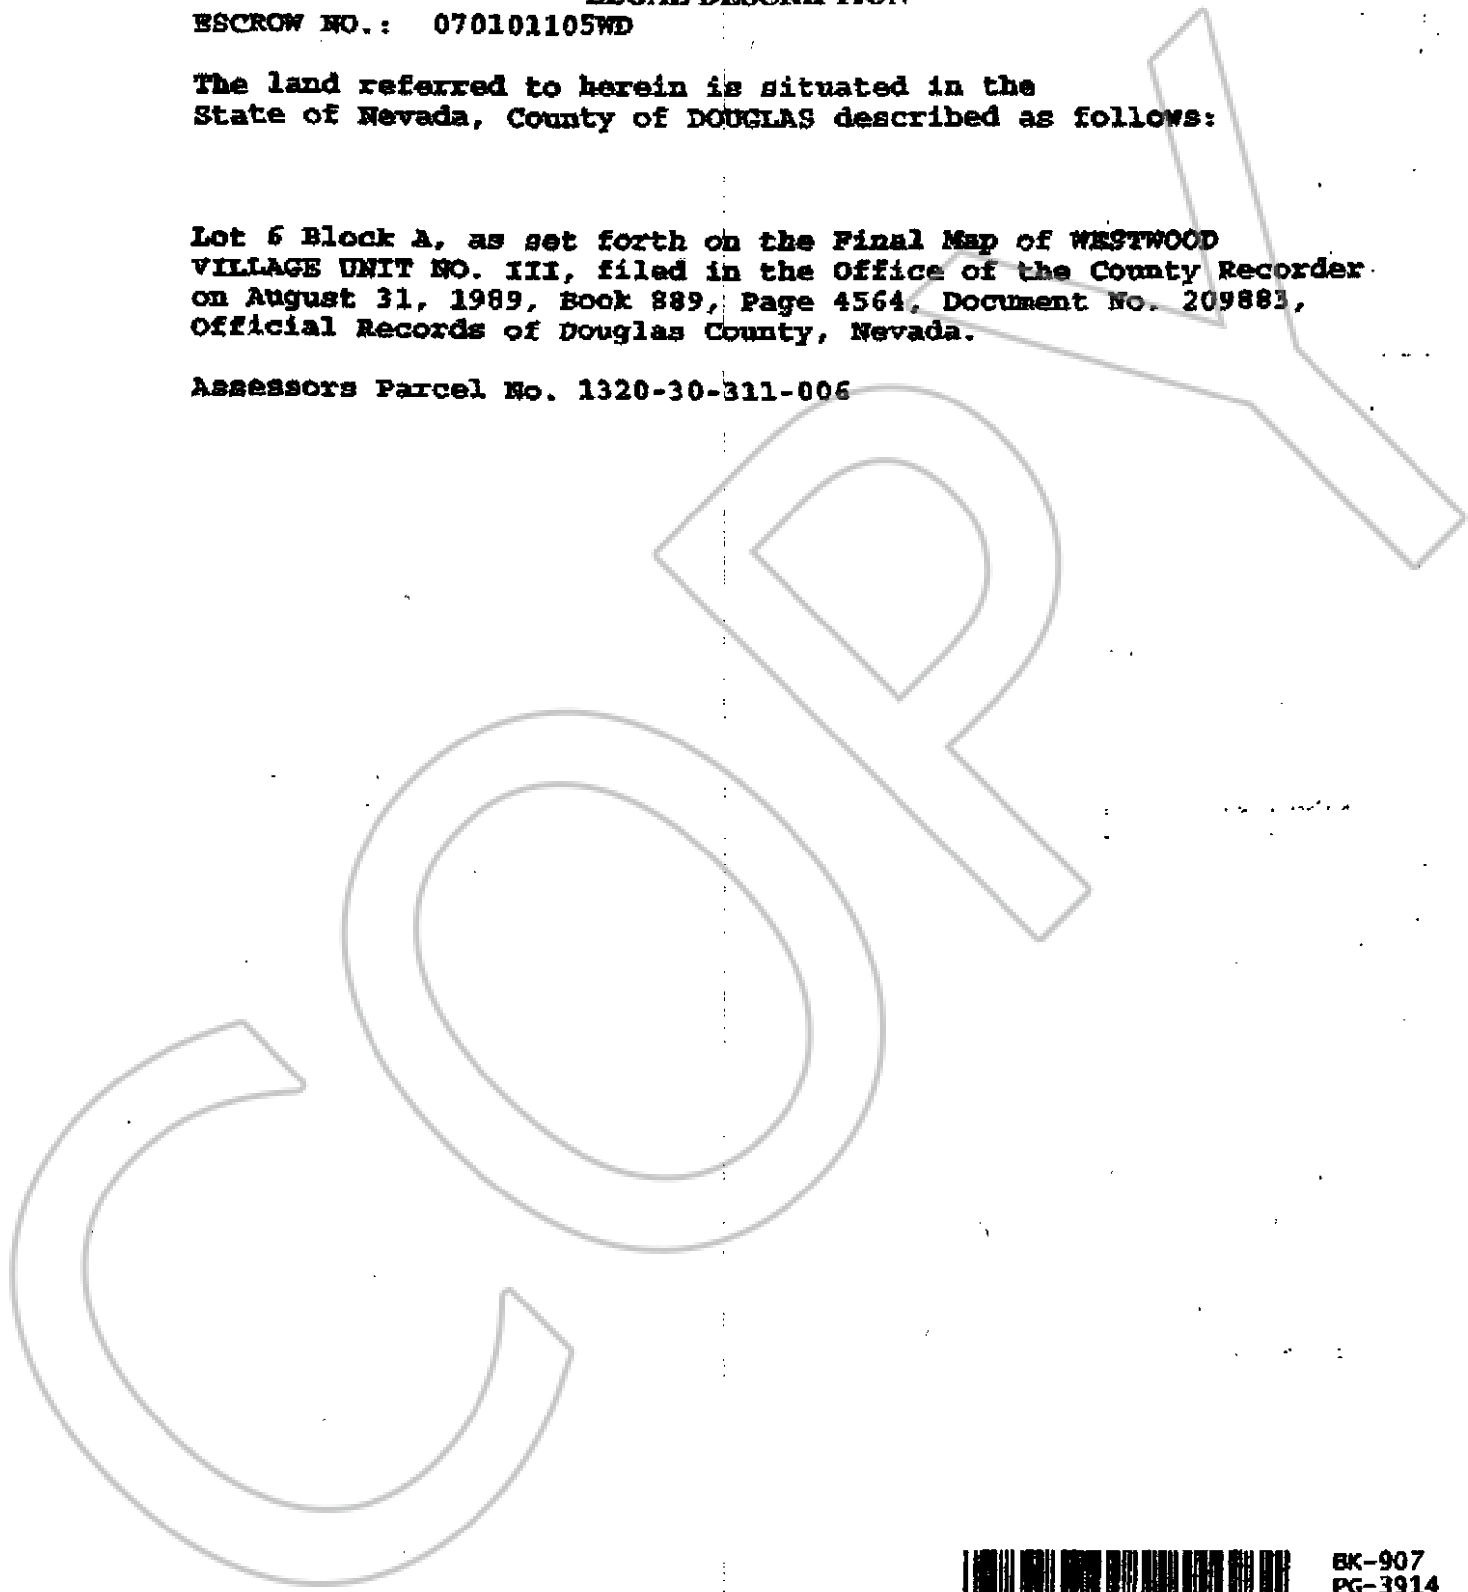 LEGAL DESCRIPTION
ESCROW NO.: 070101105WD
The land referred to herein is situated in the
State of Nevada, County of DOUGLAS described as follows:
Lot 6 Block A, as set forth on the Final Map of WESTWOOD
VILLAGE UNIT NO. III, filed in the Office of the County Recorder
on August 31, 1989, Book 889, Page 4564, Document No. 209883,
Official Records of Douglas County, Nevada.
Assessors Parcel No. 1320-30-311-006
COPY
BK-907
PG-3914